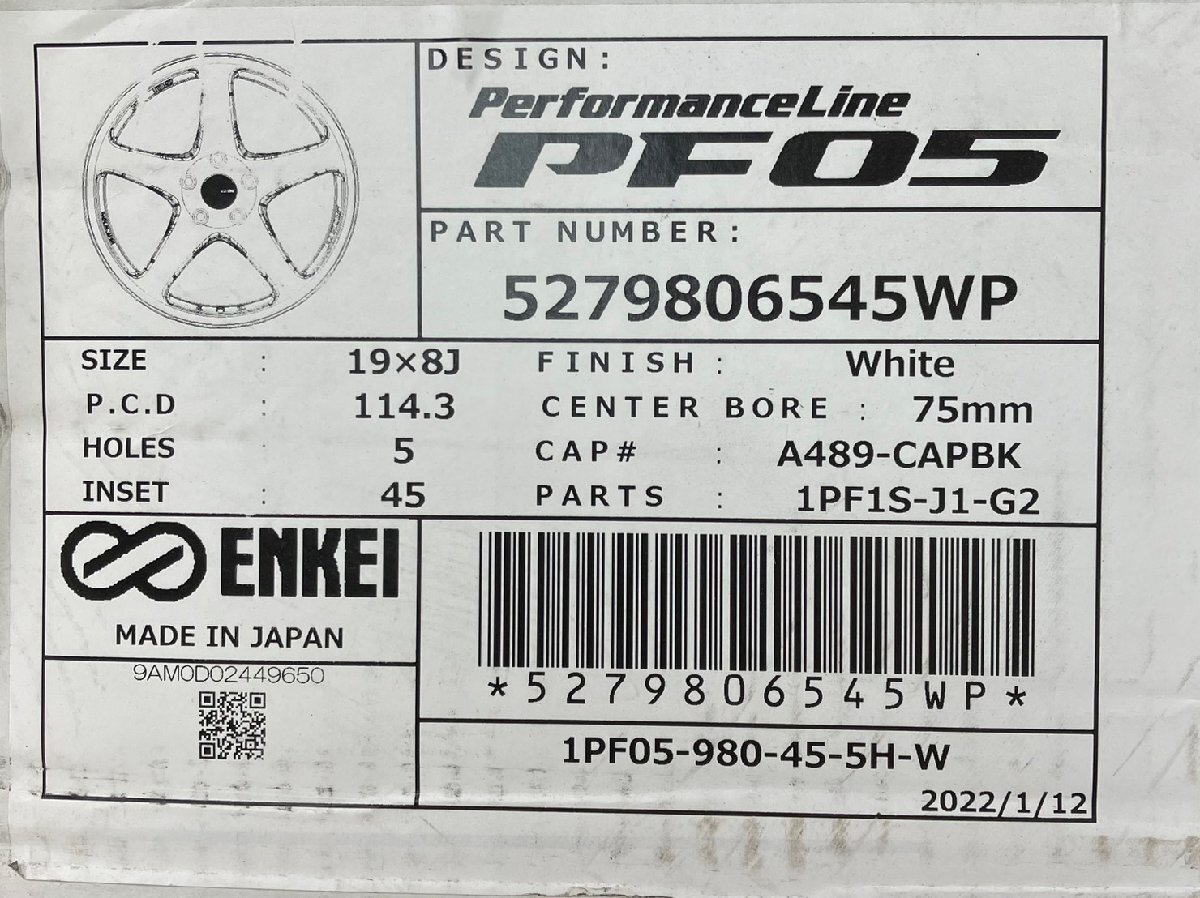 DESIGN:
PerformanceLine
PF05
PART NUMBER:
5279806545WP
SIZE : 19×8J FINISH : White
P.C.D : 114.3 CENTER BORE : 75mm
HOLES : 5 CAP# : A489-CAPBK
INSET : 45 PARTS : 1PF1S-J1-G2
ENKEI
MADE IN JAPAN
9AM0D02449650
*5279806545WP*
1PF05-980-45-5H-W
2022/1/12